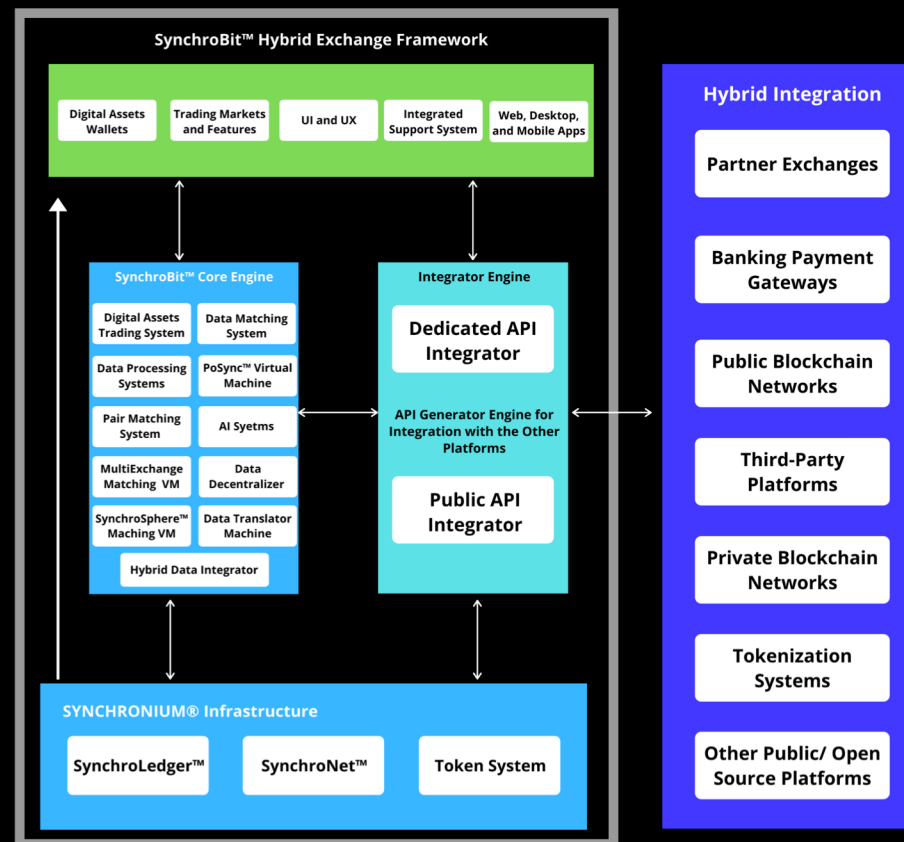 SynchroBit™ Hybrid Exchange Framework
Digital Assets
Wallets
Trading Markets
and Features
UI and UX
Integrated
Support System
Web, Desktop,
and Mobile Apps
SynchroBit™ Core Engine
Digital Assets
Trading System
Data Matching
System
Data Processing
Systems
PoSync™ Virtual
Machine
Pair Matching
System
AI Syetms
MultiExchange
Matching VM
Data
Decentralizer
SynchroSphere™
Maching VM
Data Translator
Machine
Hybrid Data Integrator
Integrator Engine
Dedicated API
Integrator
API Generator Engine for
Integration with the Other
Platforms
Public API
Integrator
SYNCHRONIUM® Infrastructure
SynchroLedger™
SynchroNet™
Token System
Hybrid Integration
Partner Exchanges
Banking Payment
Gateways
Public Blockchain
Networks
Third-Party
Platforms
Private Blockchain
Networks
Tokenization
Systems
Other Public/ Open
Source Platforms